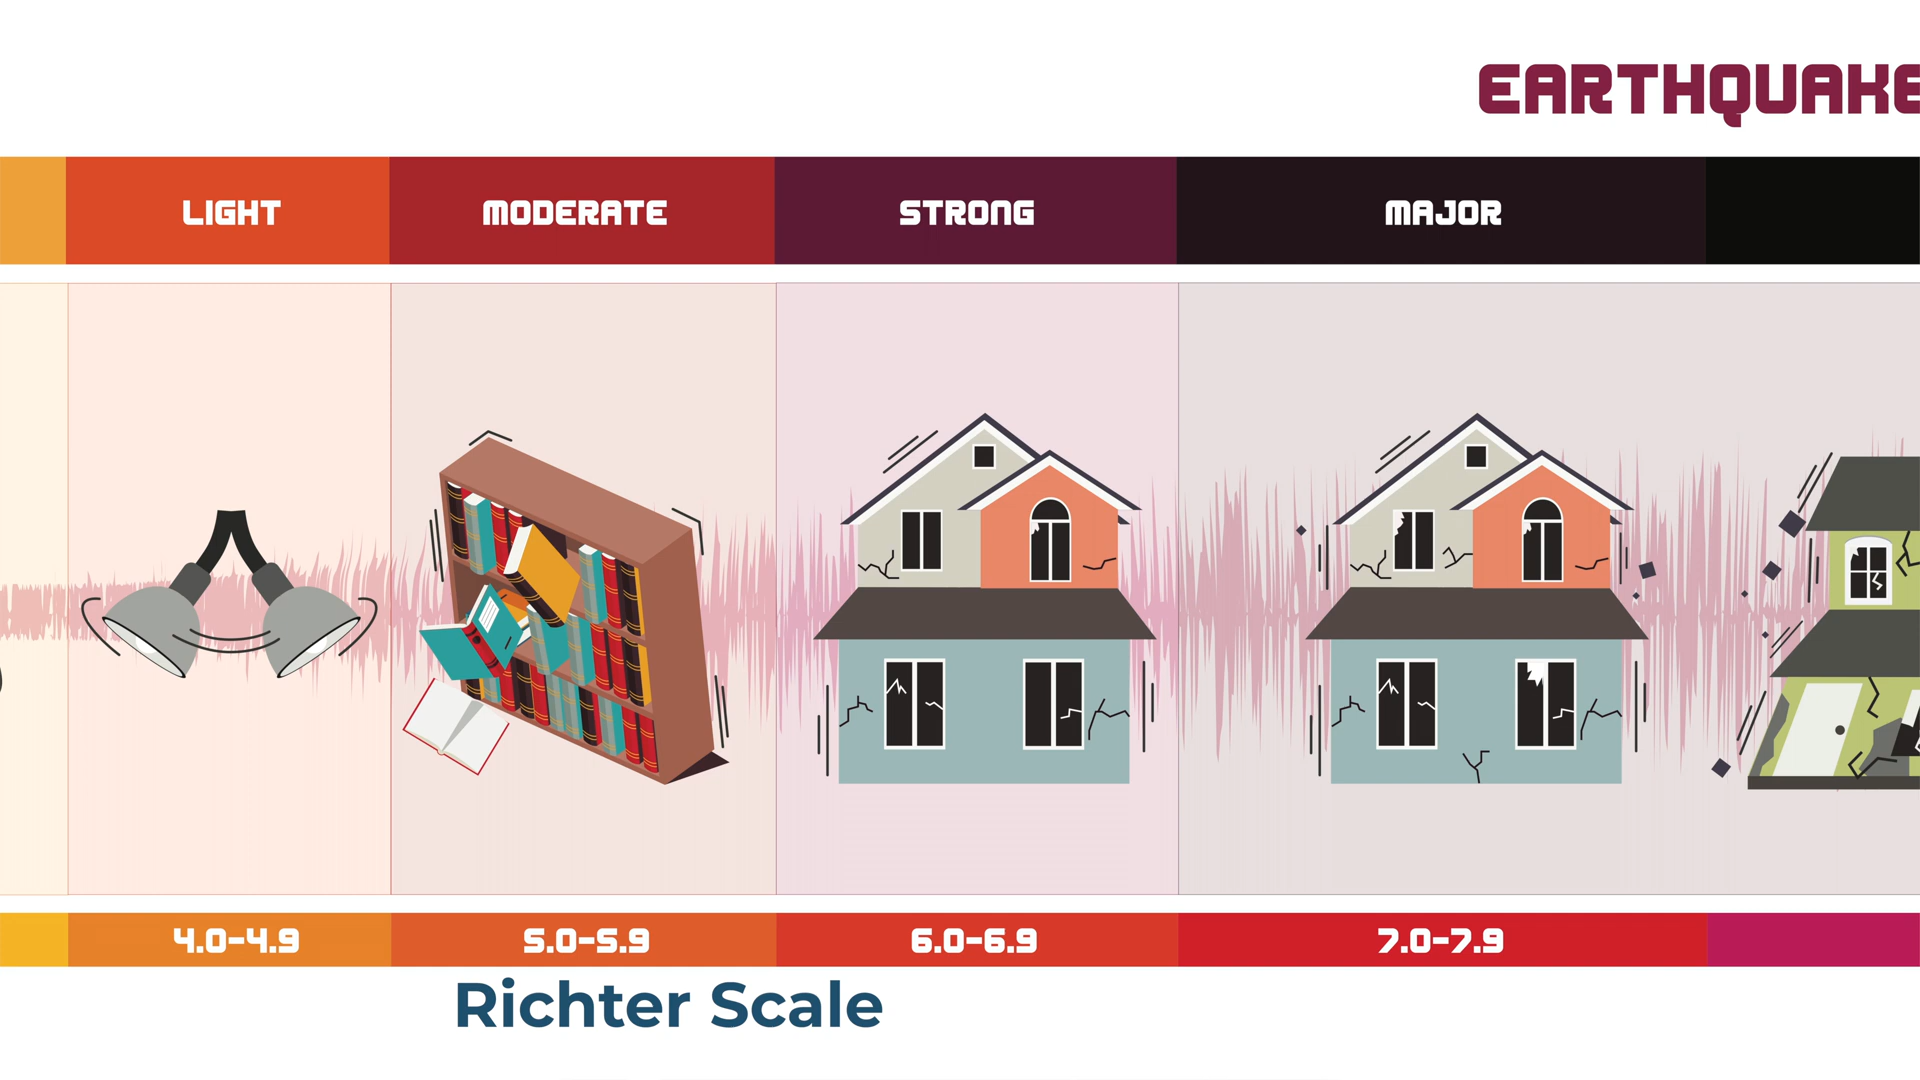 EARTHQUAKE
LIGHT
MODERATE
STRONG
MAJOR
4.0-4.9
5.0-5.9
6.0-6.9
7.0-7.9
Richter Scale